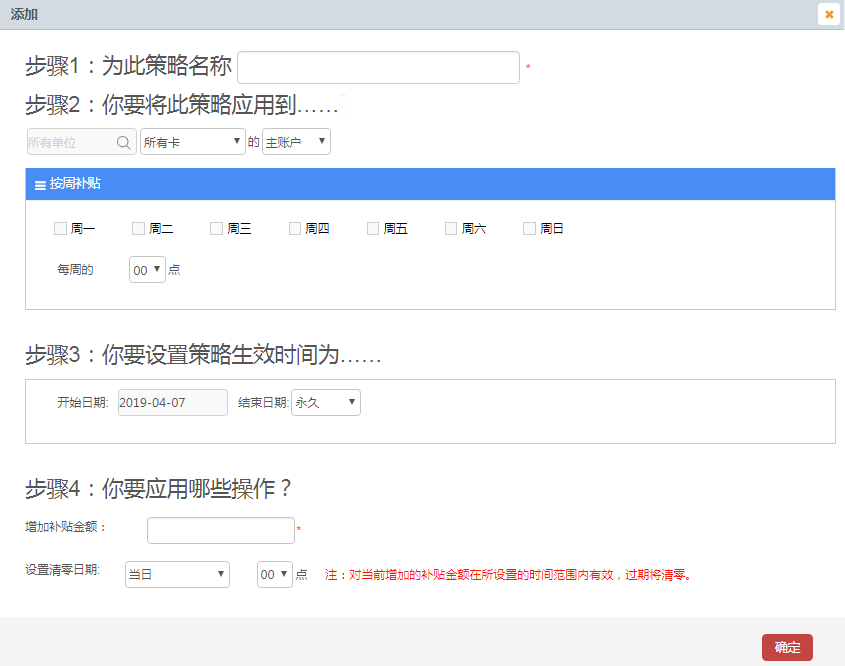 添加
步骤1：为此策略名称 *
步骤2：你要将此策略应用到……
所有单位 所有卡 的 主账户
按周补贴
周一 周二 周三 周四 周五 周六 周日
每周的 00 点
步骤3：你要设置策略生效时间为……
开始日期: 2019-04-07 结束日期: 永久
步骤4：你要应用哪些操作？
增加补贴金额： *
设置清零日期: 当日 00 点 注：对当前增加的补贴金额在所设置的时间范围内有效，过期将清零。
确定